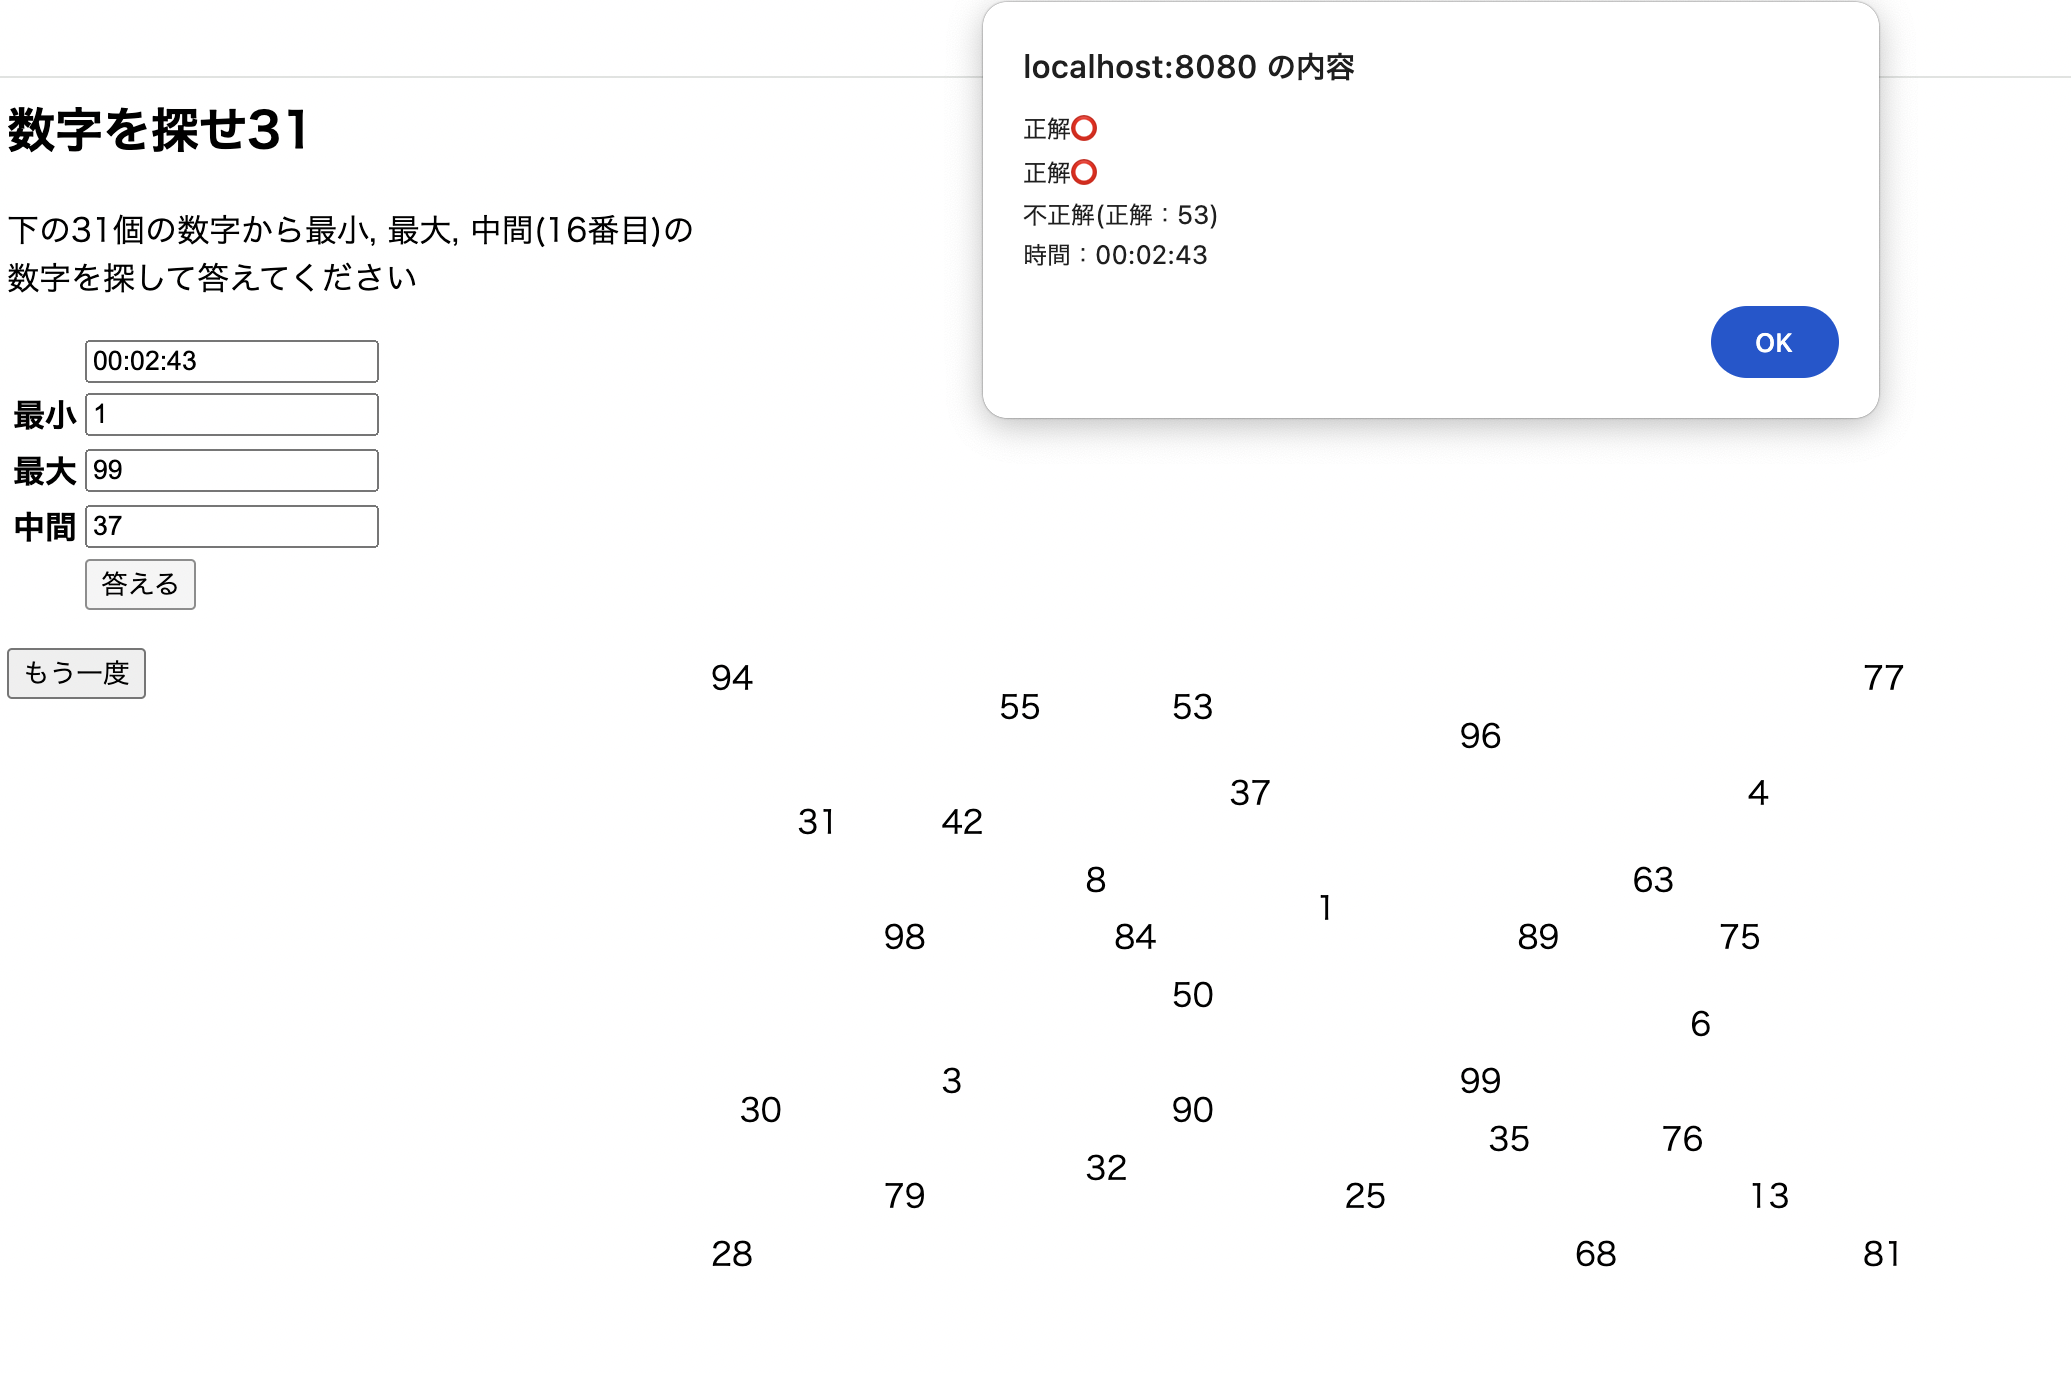 localhost:8080 の内容
正解⭕
正解⭕
不正解(正解：53)
時間：00:02:43
OK
数字を探せ31
下の31個の数字から最小, 最大, 中間(16番目)の
数字を探して答えてください
00:02:43
最小 1
最大 99
中間 37
答える
もう一度
94 77
55 53
96
37 4
31 42
8 63
1
98 84 89 75
50
6
3 99
30 90
35 76
32
79 25 13
28 68 81